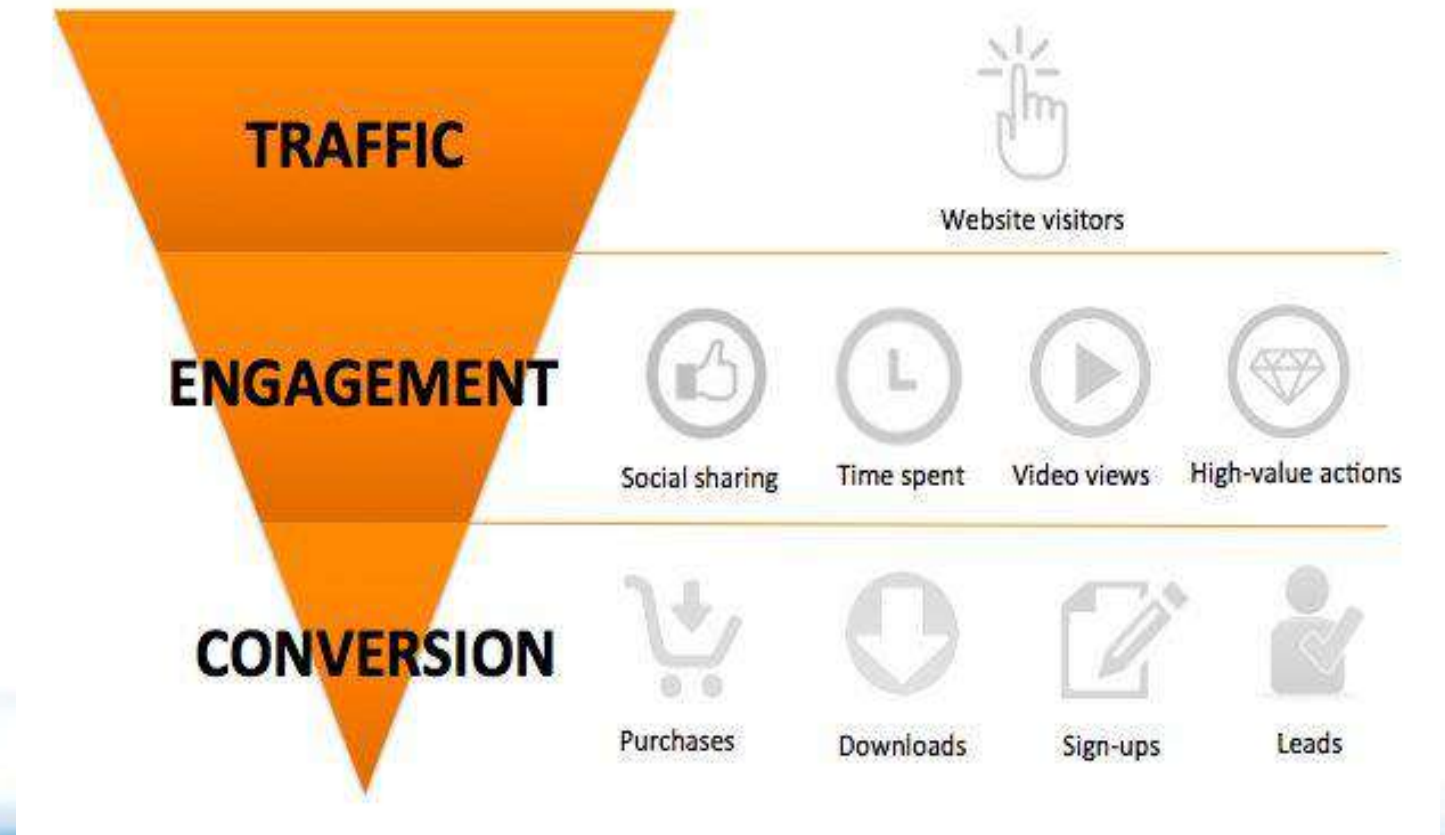 TRAFFIC
Website visitors
ENGAGEMENT
Social sharing
Time spent
Video views
High-value actions
CONVERSION
Purchases
Downloads
Sign-ups
Leads